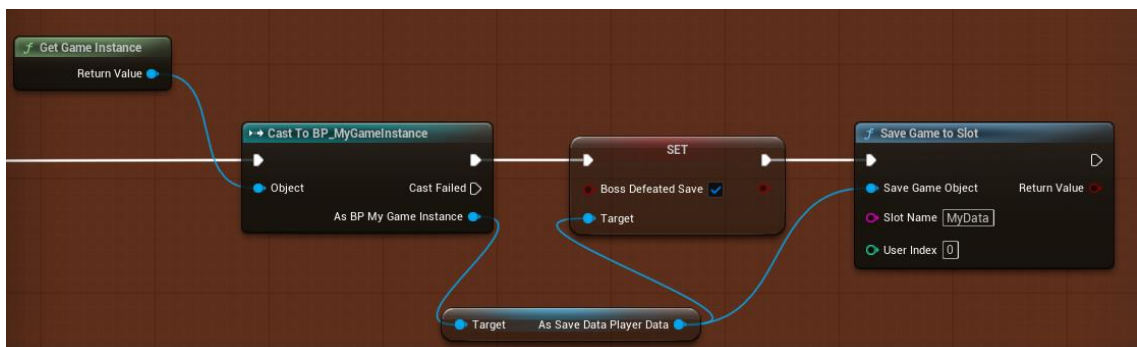 f Get Game Instance
Return Value
Cast To BP_MyGameInstance
Object
Cast Failed
As BP My Game Instance
SET
Boss Defeated Save
Target
f Save Game to Slot
Save Game Object
Return Value
Slot Name MyData
User Index 0
Target
As Save Data Player Data